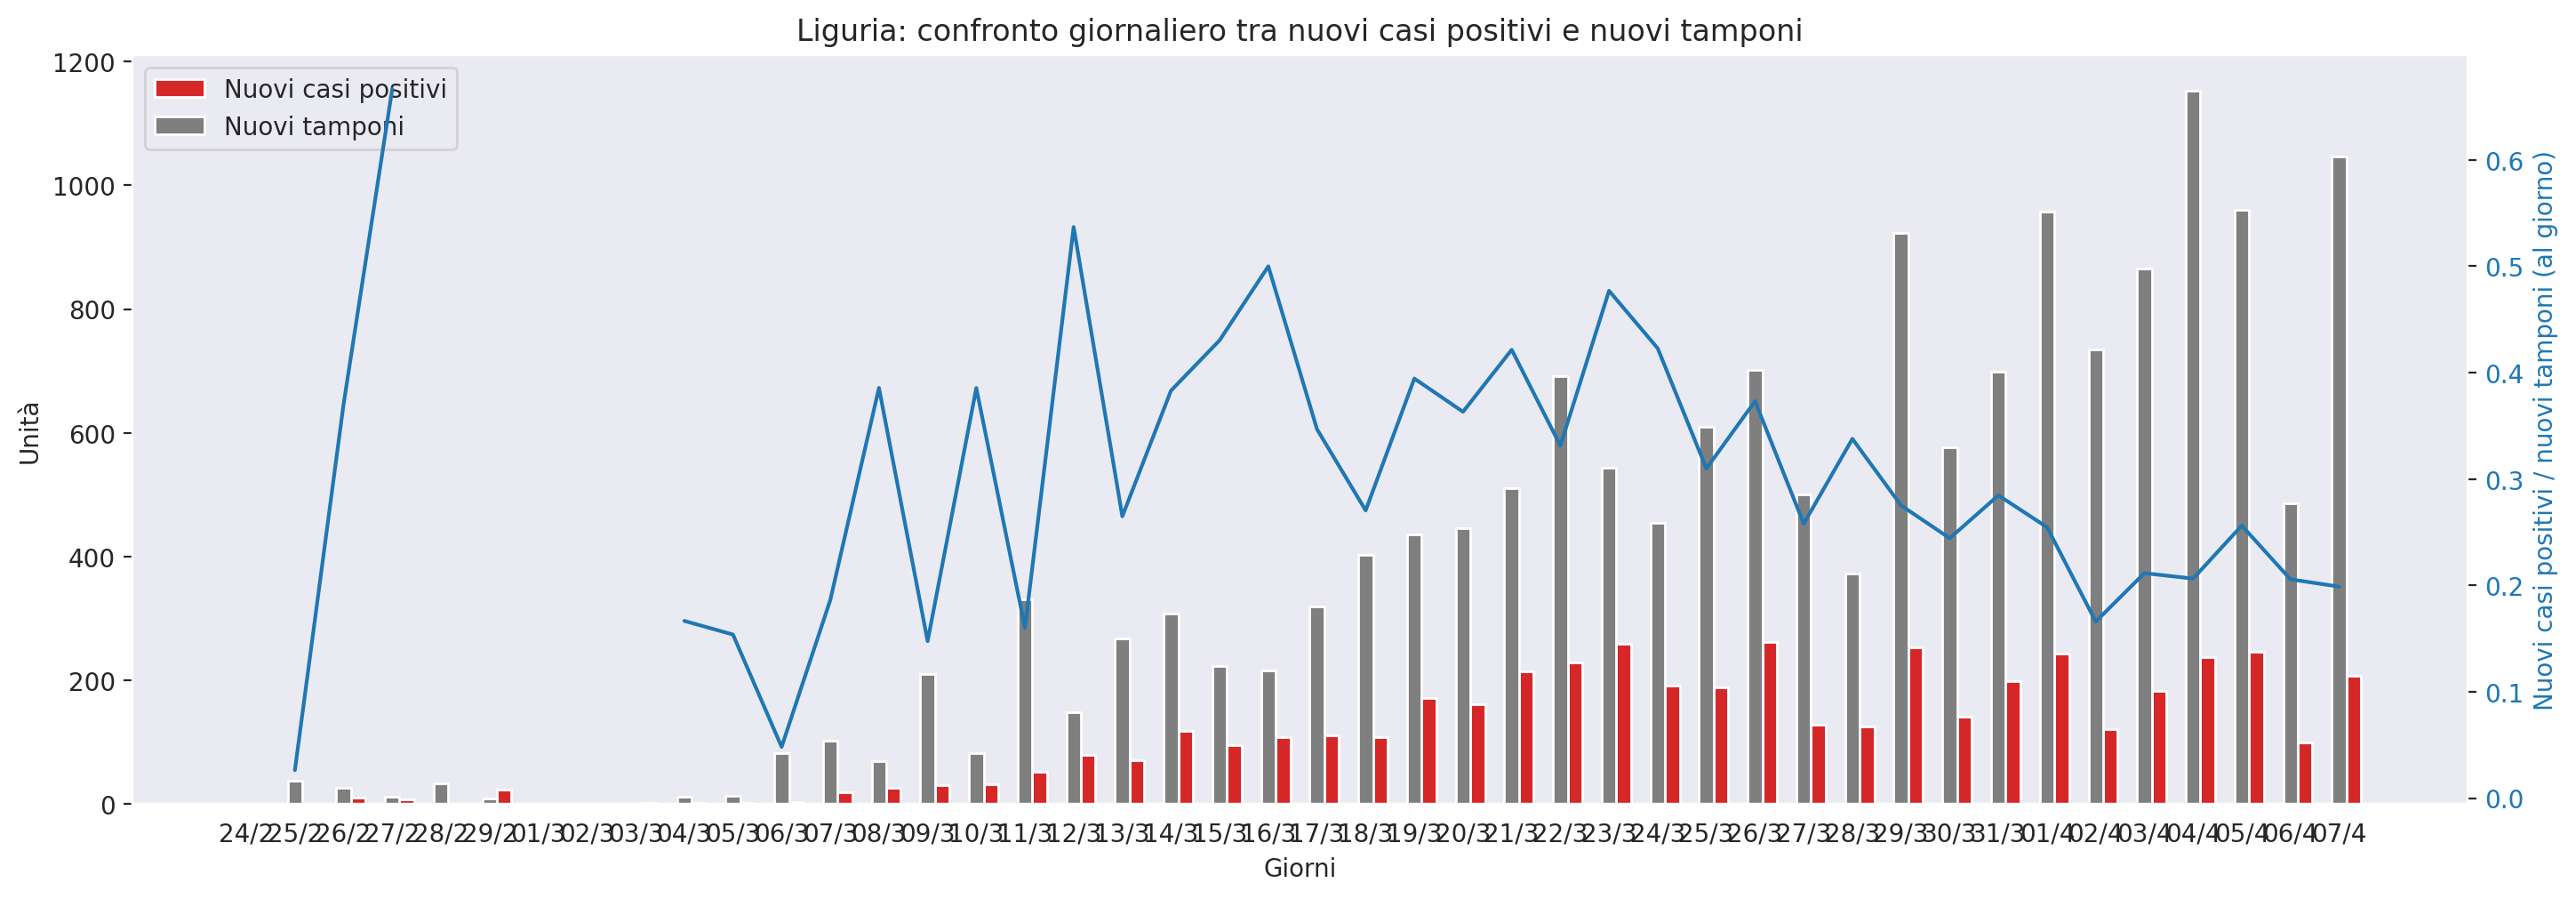 Liguria: confronto giornaliero tra nuovi casi positivi e nuovi tamponi
Nuovi casi positivi
Nuovi tamponi
1200
1000
800
600
400
200
0
Unità
0.6
0.5
0.4
0.3
0.2
0.1
0.0
Nuovi casi positivi / nuovi tamponi (al giorno)
24/2 25/2 26/2 27/2 28/2 29/2 01/3 02/3 03/3 04/3 05/3 06/3 07/3 08/3 09/3 10/3 11/3 12/3 13/3 14/3 15/3 16/3 17/3 18/3 19/3 20/3 21/3 22/3 23/3 24/3 25/3 26/3 27/3 28/3 29/3 30/3 31/3 01/4 02/4 03/4 04/4 05/4 06/4 07/4
Giorni